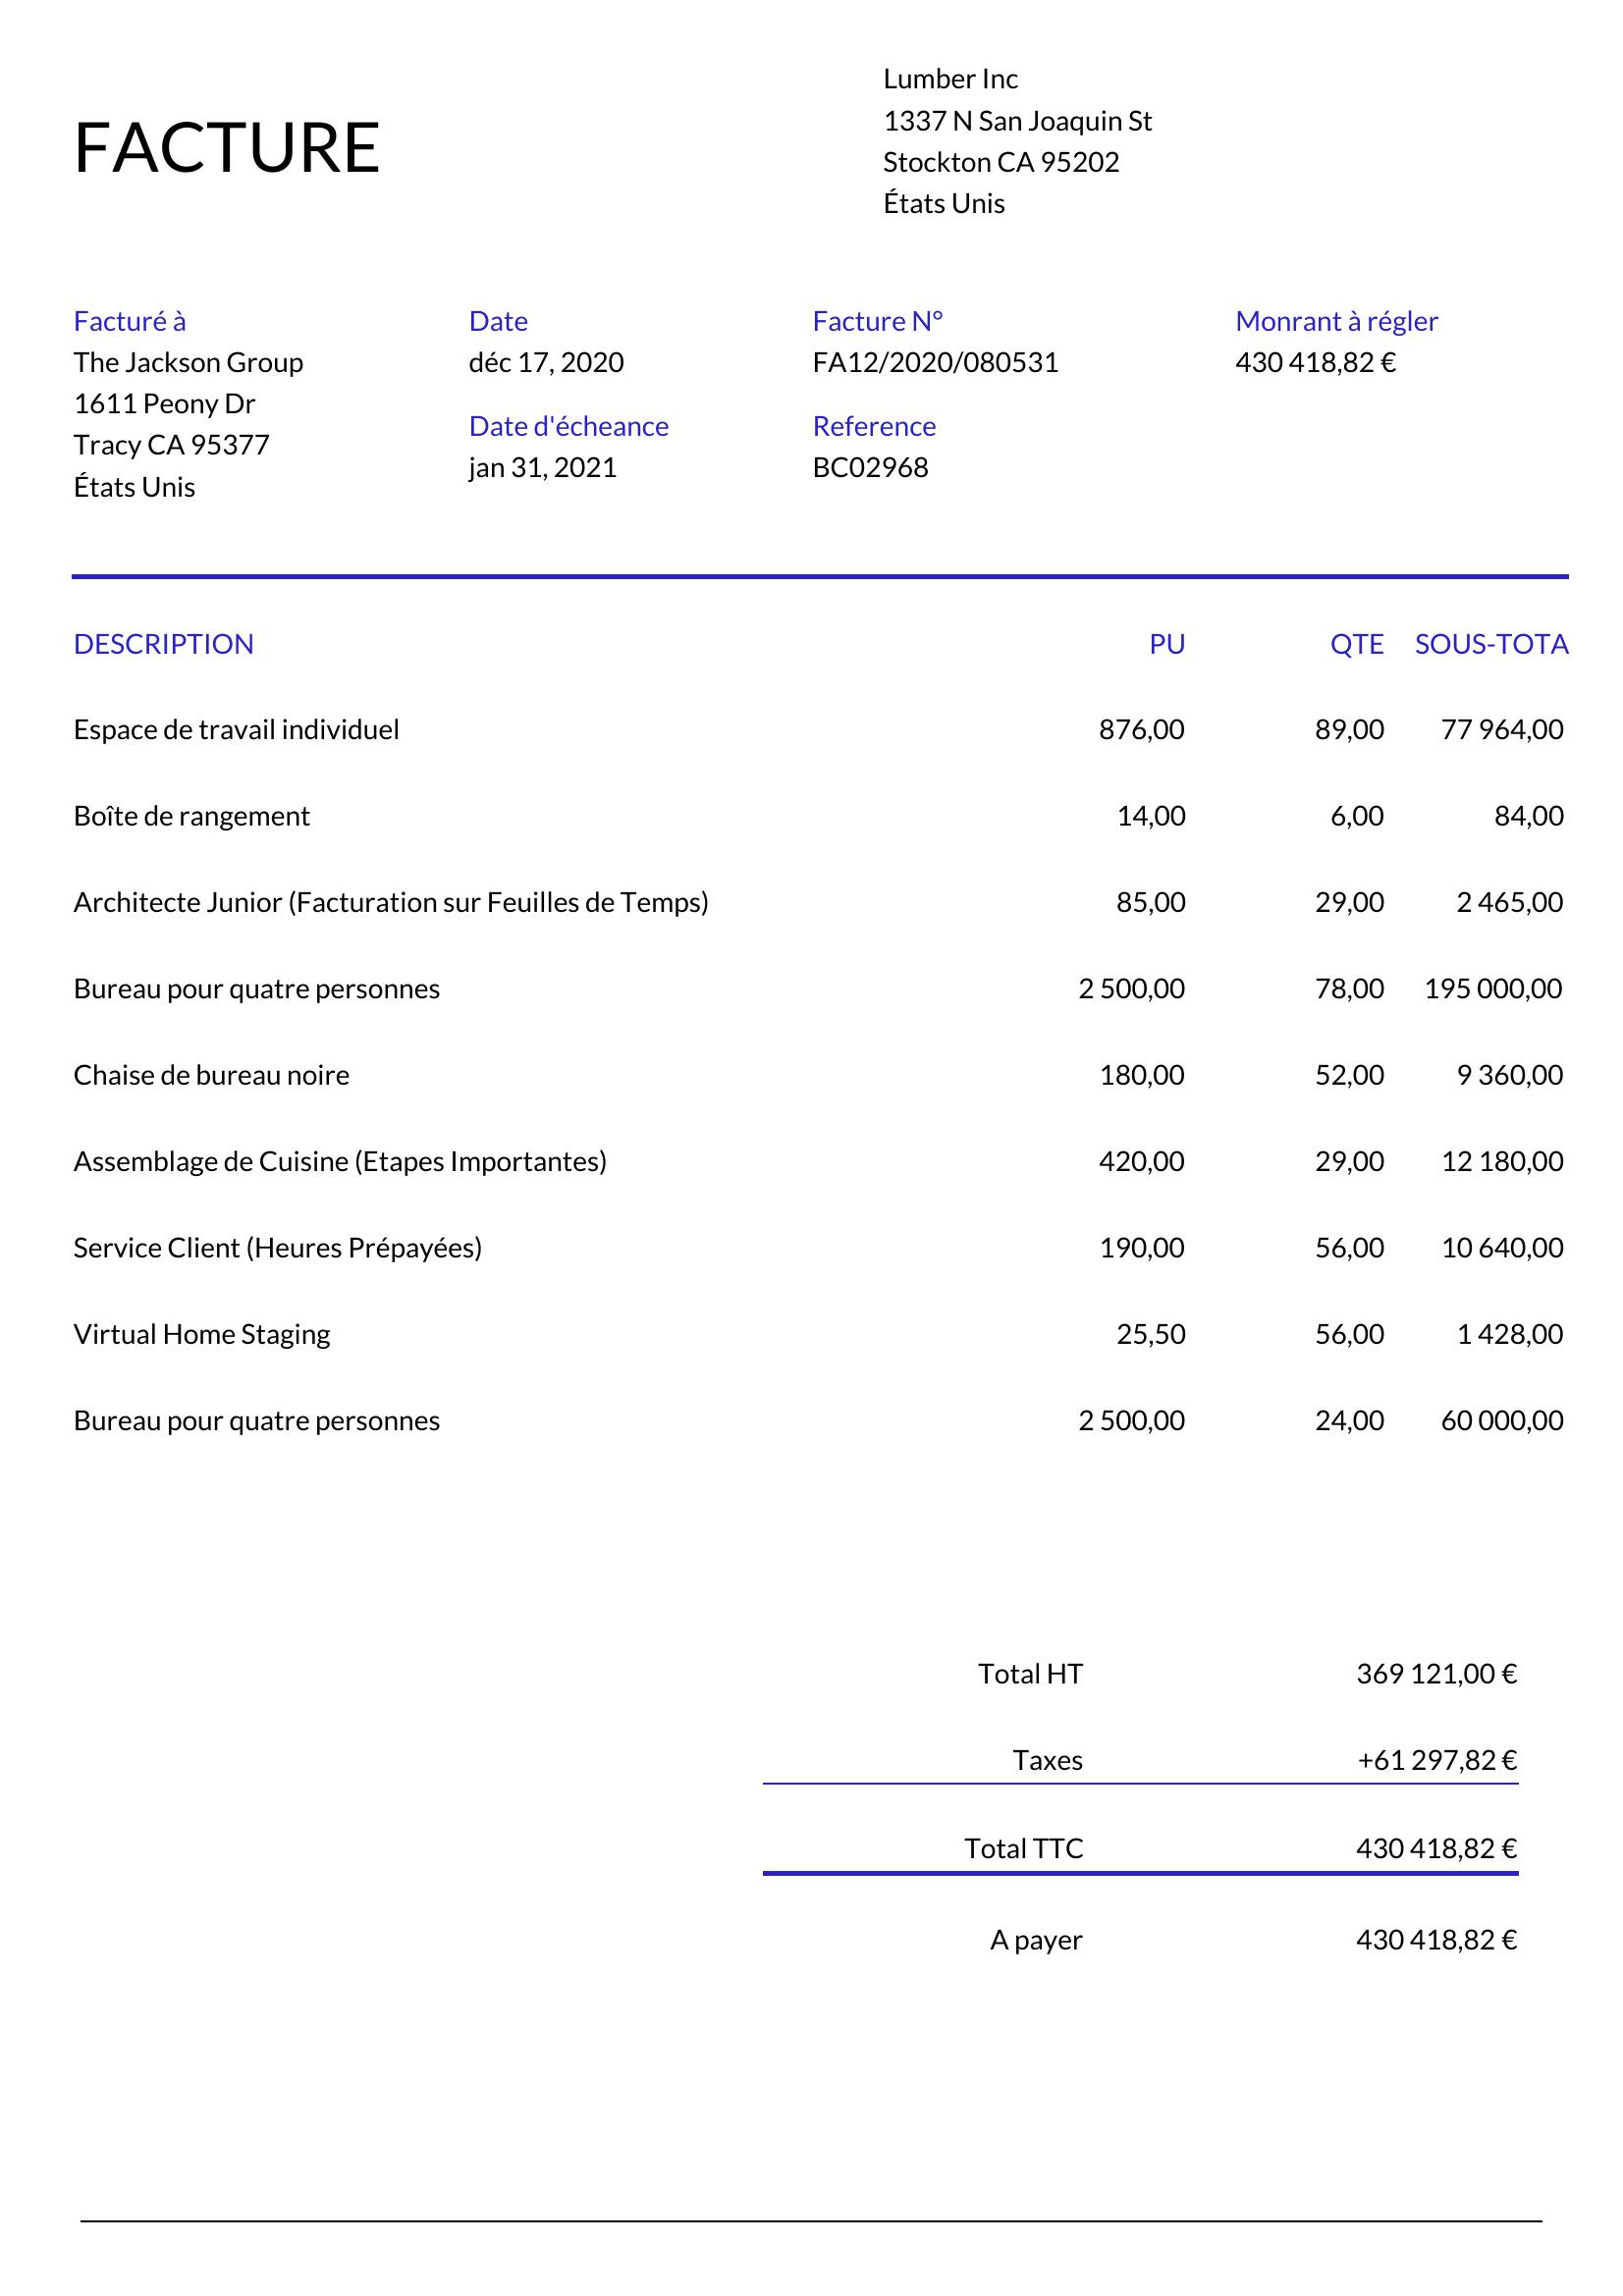 Lumber Inc
1337 N San Joaquin St
Stockton CA 95202
États Unis
FACTURE
Facturé à
The Jackson Group
1611 Peony Dr
Tracy CA 95377
États Unis
Date
déc 17, 2020
Date d'écheance
jan 31, 2021
Facture N°
FA12/2020/080531
Reference
BC02968
Monrant à régler
430 418,82 €
DESCRIPTION PU QTE SOUS-TOTA
Espace de travail individuel 876,00 89,00 77 964,00
Boîte de rangement 14,00 6,00 84,00
Architecte Junior (Facturation sur Feuilles de Temps) 85,00 29,00 2 465,00
Bureau pour quatre personnes 2 500,00 78,00 195 000,00
Chaise de bureau noire 180,00 52,00 9 360,00
Assemblage de Cuisine (Etapes Importantes) 420,00 29,00 12 180,00
Service Client (Heures Prépayées) 190,00 56,00 10 640,00
Virtual Home Staging 25,50 56,00 1 428,00
Bureau pour quatre personnes 2 500,00 24,00 60 000,00
Total HT 369 121,00 €
Taxes +61 297,82 €
Total TTC 430 418,82 €
A payer 430 418,82 €